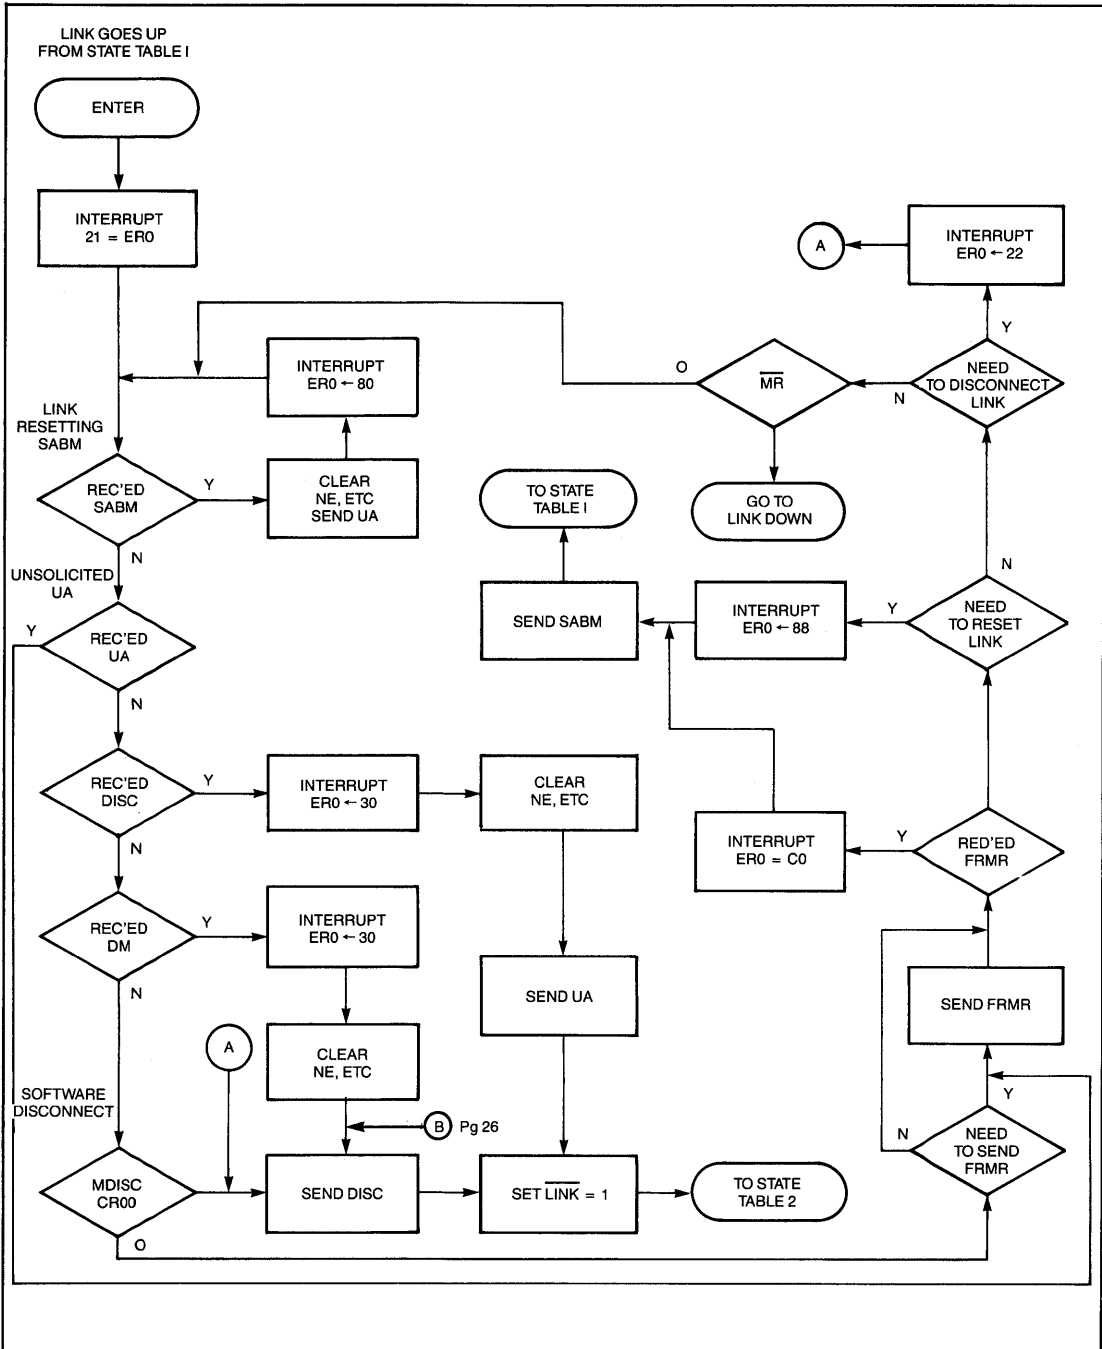 LINK GOES UP
FROM STATE TABLE I
ENTER
INTERRUPT
21 = ER0
INTERRUPT
ER0 ← 22
A
Y
NEED
TO DISCONNECT
LINK
N
MR
O
INTERRUPT
ER0 ← 80
LINK
RESETTING
SABM
REC'ED
SABM
Y
CLEAR
NE, ETC
SEND UA
TO STATE
TABLE I
GO TO
LINK DOWN
N
N
UNSOLICITED
UA
Y
REC'ED
UA
SEND SABM
INTERRUPT
ER0 ← 88
Y
NEED
TO RESET
LINK
N
REC'ED
DISC
Y
INTERRUPT
ER0 ← 30
CLEAR
NE, ETC
INTERRUPT
ER0 = C0
Y
RED'ED
FRMR
N
REC'ED
DM
Y
INTERRUPT
ER0 ← 30
N
SEND UA
SEND FRMR
A
CLEAR
NE, ETC
SOFTWARE
DISCONNECT
B Pg 26
Y
N
NEED
TO SEND
FRMR
MDISC
CR00
SEND DISC
SET LINK = 1
TO STATE
TABLE 2
O